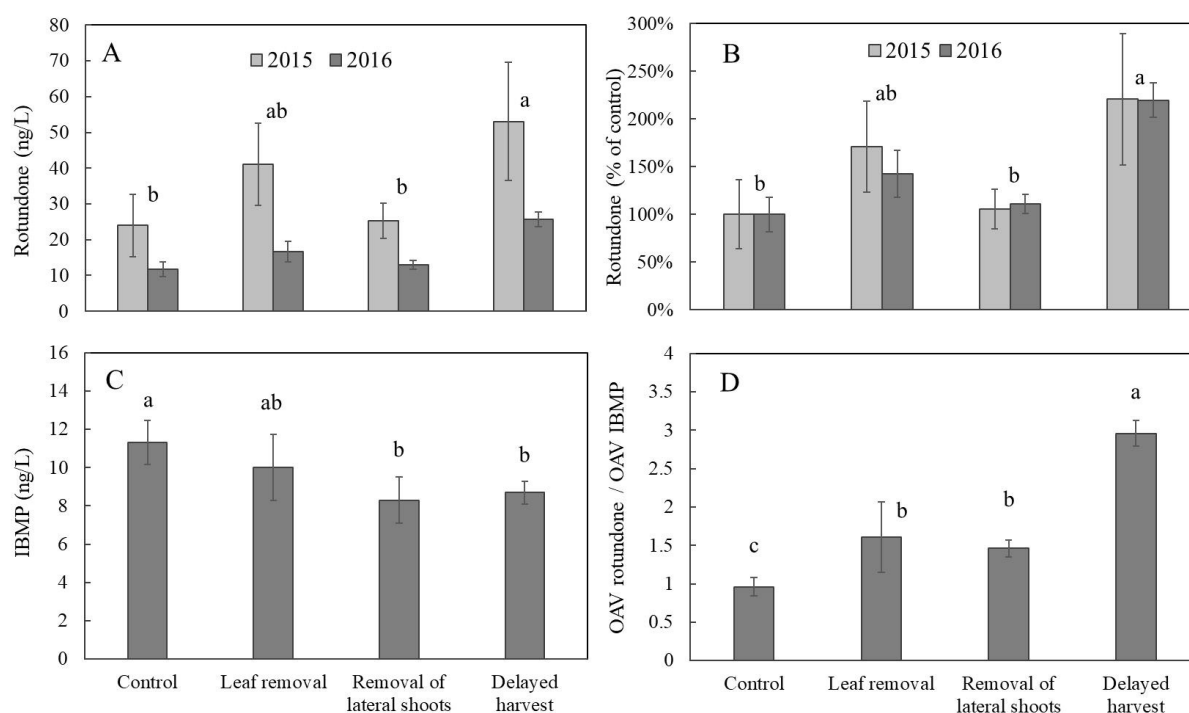 A
2015 2016
Rotundone (ng/L)
80
70
60
50
40
30
20
10
0
b
ab
b
a
B
2015 2016
Rotundone (% of control)
300%
250%
200%
150%
100%
50%
0%
b
ab
b
a
C
IBMP (ng/L)
16
14
12
10
8
6
4
2
0
a
ab
b
b
Control
Leaf removal
Removal of
lateral shoots
Delayed
harvest
D
OAV rotundone / OAV IBMP
4
3.5
3
2.5
2
1.5
1
0.5
0
c
b
b
a
Control
Leaf removal
Removal of
lateral shoots
Delayed
harvest